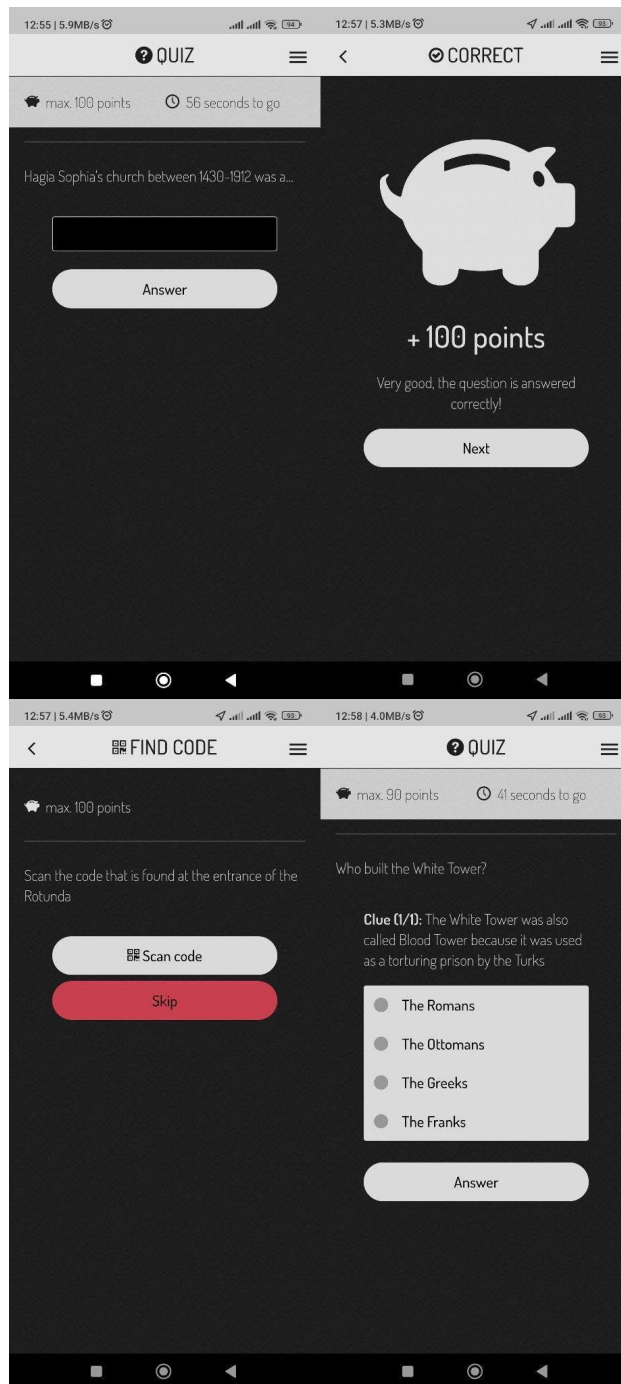 12:55 | 5.9MB/s
94
QUIZ
max. 100 points 56 seconds to go
Hagia Sophia's church between 1430-1912 was a...
Answer
12:57 | 5.3MB/s
93
CORRECT
+ 100 points
Very good, the question is answered
correctly!
Next
12:57 | 5.4MB/s
93
FIND CODE
max. 100 points
Scan the code that is found at the entrance of the
Rotunda
Scan code
Skip
12:58 | 4.0MB/s
93
QUIZ
max. 90 points 41 seconds to go
Who built the White Tower?
Clue (1/1): The White Tower was also
called Blood Tower because it was used
as a torturing prison by the Turks
The Romans
The Ottomans
The Greeks
The Franks
Answer